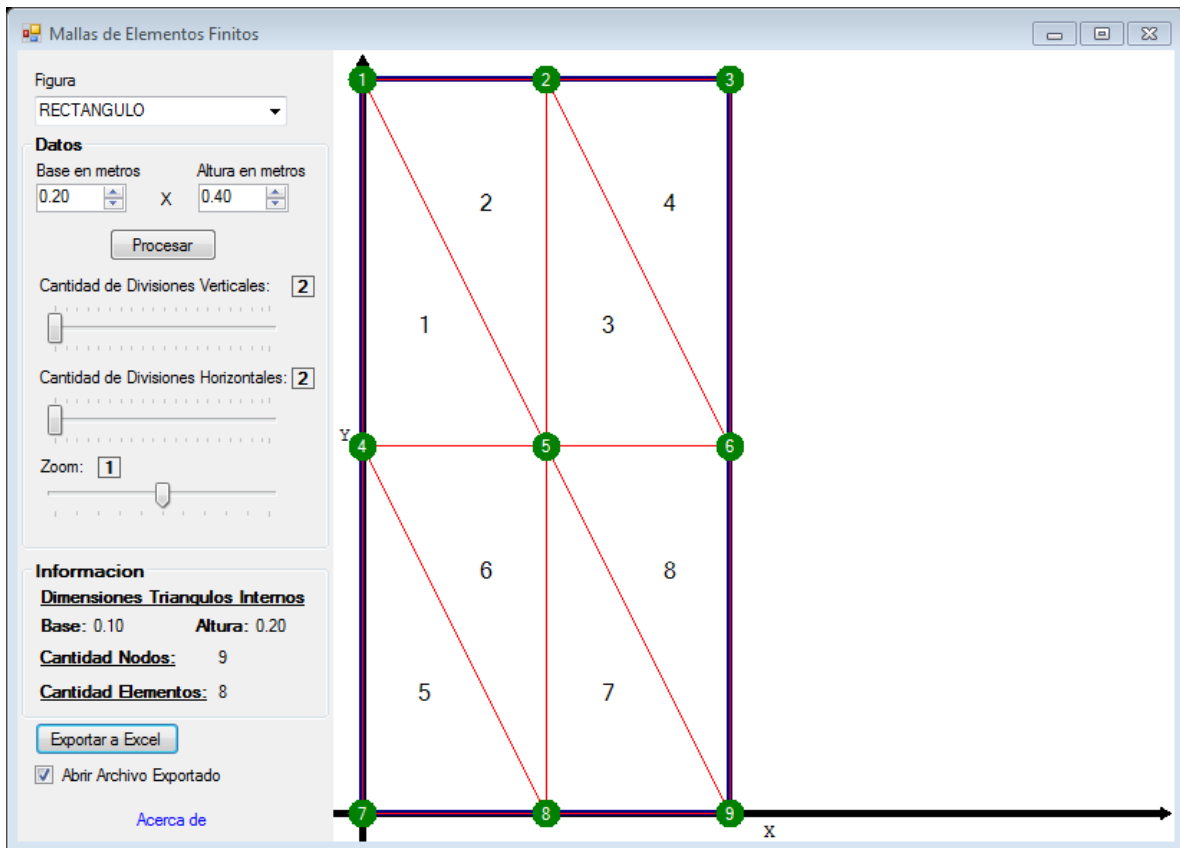 Mallas de Elementos Finitos
Figura
RECTANGULO
Datos
Base en metros Altura en metros
0.20 X 0.40
Procesar
Cantidad de Divisiones Verticales: 2
Cantidad de Divisiones Horizontales: 2
Zoom: 1
Informacion
Dimensiones Triangulos Internos
Base: 0.10 Altura: 0.20
Cantidad Nodos: 9
Cantidad Elementos: 8
Exportar a Excel
Abrir Archivo Exportado
Acerca de
1 2 3
2 4
1 3
Y 4 5 6
6 8
5 7
7 8 9
X